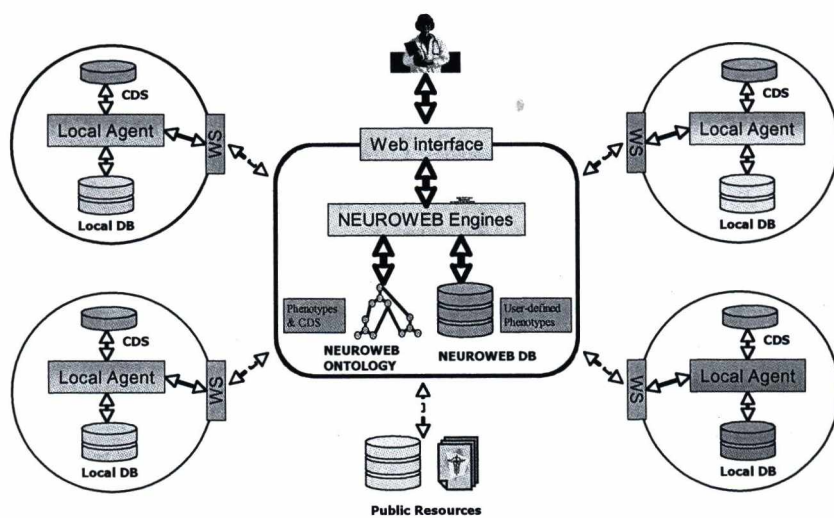 CDS
Local Agent
WS
Local DB
CDS
Local Agent
WS
Local DB
Web interface
NEUROWEB Engines
Phenotypes
& CDS
User-defined
Phenotypes
NEUROWEB
ONTOLOGY
NEUROWEB DB
CDS
Local Agent
WS
Local DB
CDS
Local Agent
WS
Local DB
Public Resources